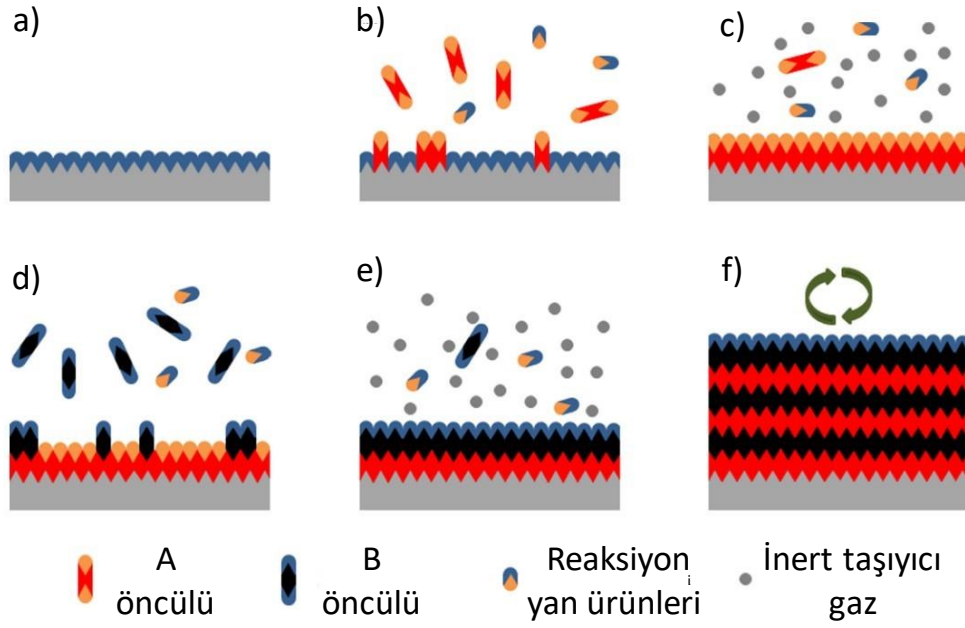 a)
b)
c)
d)
e)
f)
A
öncülü
B
öncülü
Reaksiyon
yan ürünleri
İnert taşıyıcı
gaz